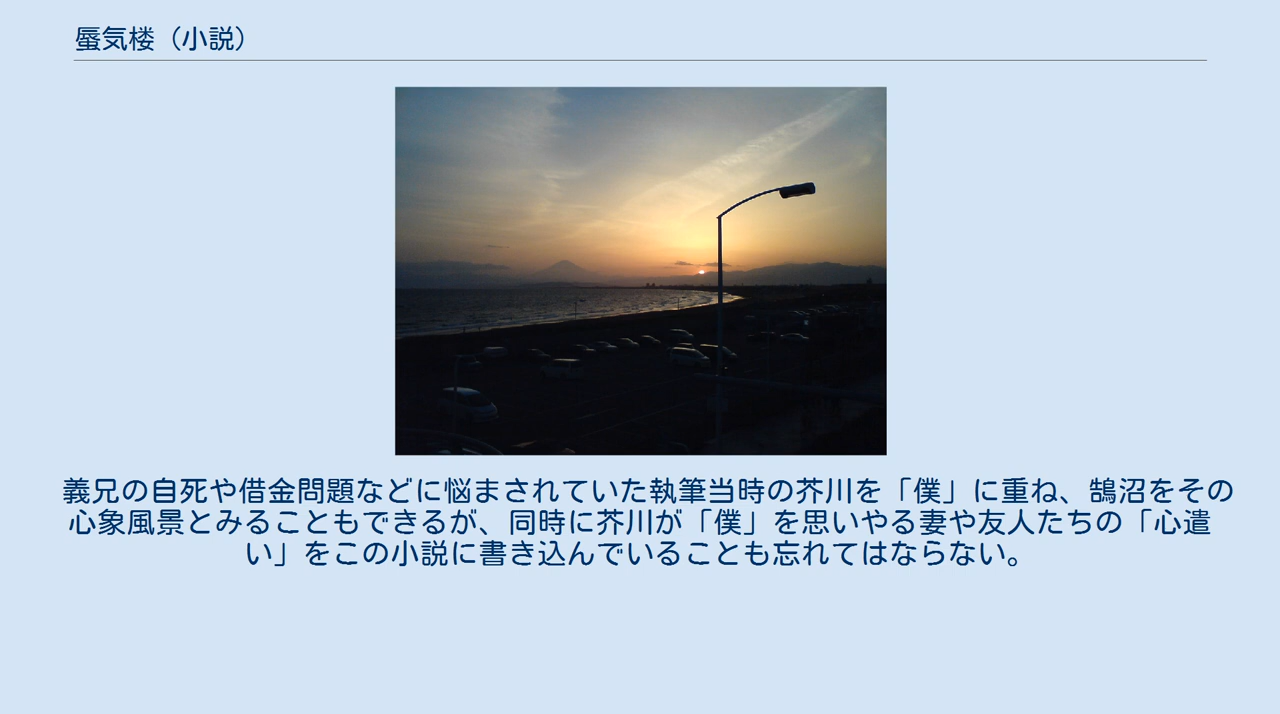 蜃気楼（小説）
義兄の自死や借金問題などに悩まされていた執筆当時の芥川を「僕」に重ね、鵠沼をその
心象風景とみることもできるが、同時に芥川が「僕」を思いやる妻や友人たちの「心遣
い」をこの小説に書き込んでいることも忘れてはならない。